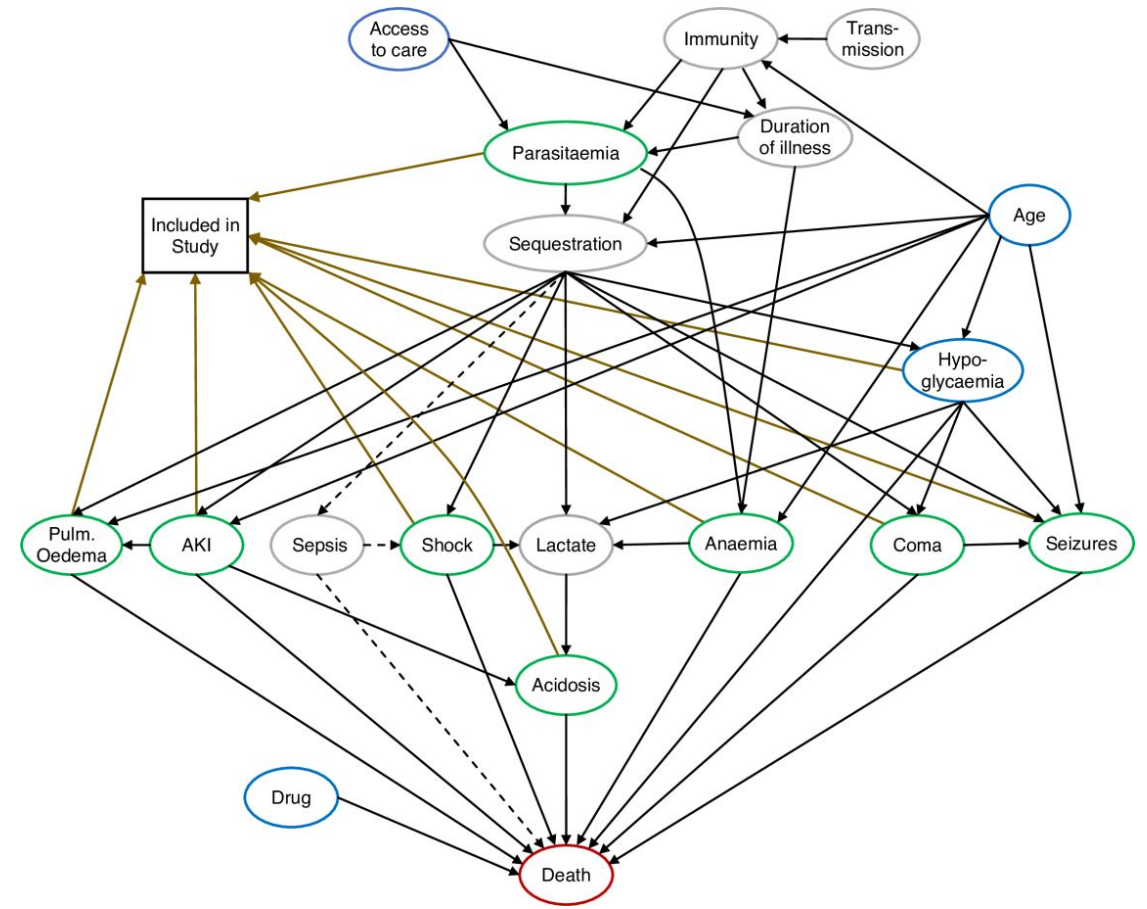 Access
to care
Immunity
Trans-
mission
Parasitaemia
Duration
of illness
Included in
Study
Sequestration
Age
Hypo-
glycaemia
Pulm.
Oedema
AKI
Sepsis
Shock
Lactate
Anaemia
Coma
Seizures
Acidosis
Drug
Death